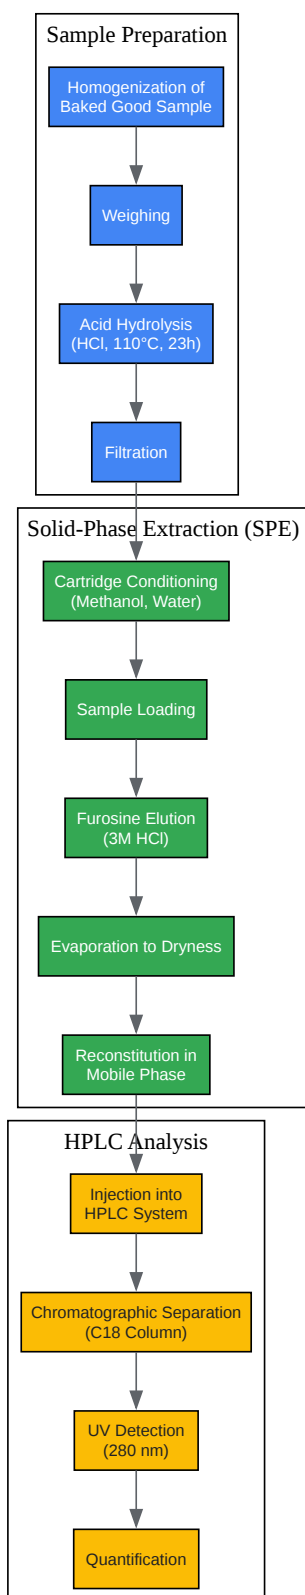 Sample Preparation
Homogenization of
Baked Good Sample
Weighing
Acid Hydrolysis
(HCl, 110°C, 23h)
Filtration
Solid-Phase Extraction (SPE)
Cartridge Conditioning
(Methanol, Water)
Sample Loading
Furosine Elution
(3M HCl)
Evaporation to Dryness
Reconstitution in
Mobile Phase
HPLC Analysis
Injection into
HPLC System
Chromatographic Separation
(C18 Column)
UV Detection
(280 nm)
Quantification